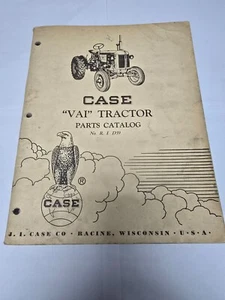 CASE
"VAI" TRACTOR
PARTS CATALOG
CASE
®
J. I. CASE CO · RACINE, WISCONSIN · U · S · A ·